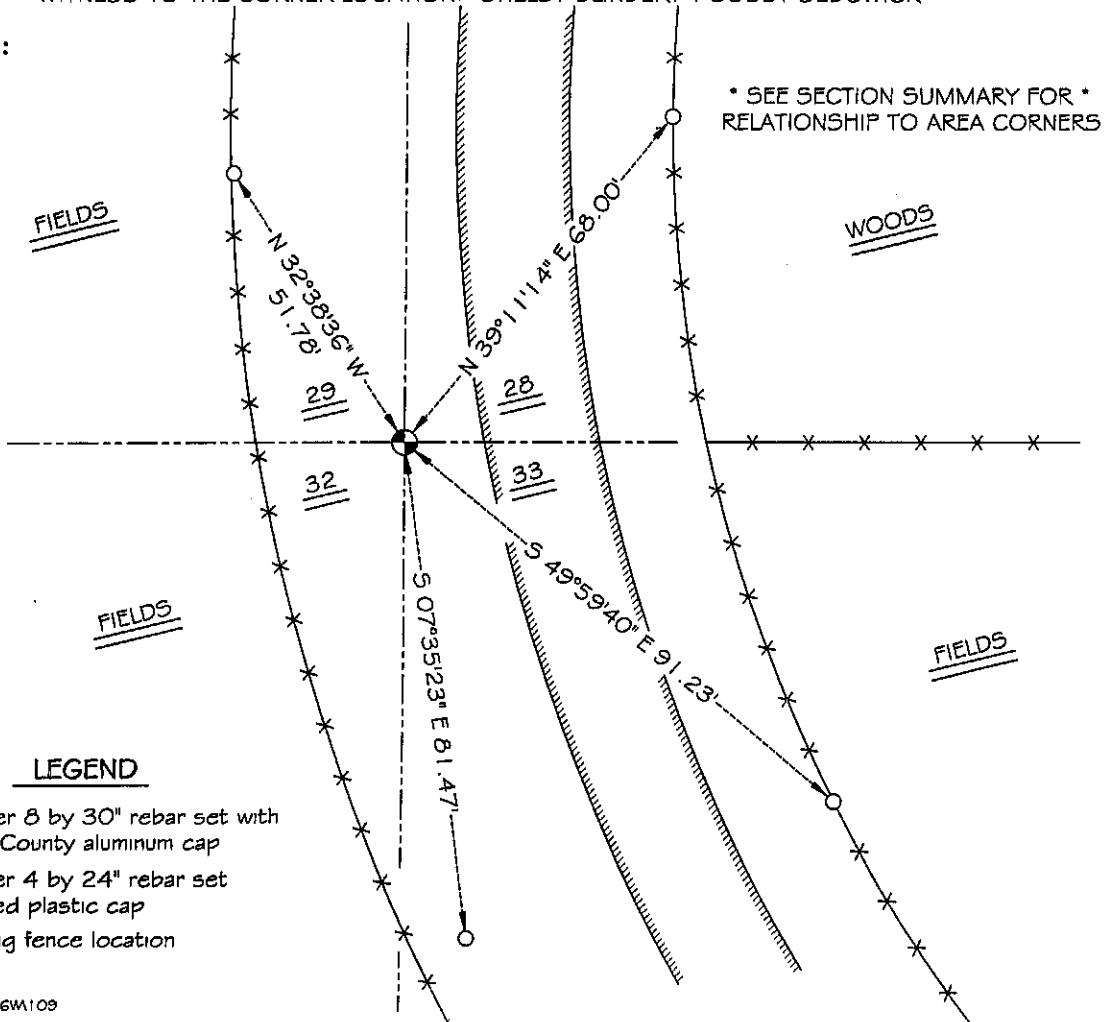 :
* SEE SECTION SUMMARY FOR *
RELATIONSHIP TO AREA CORNERS
FIELDS
WOODS
N 32°38'36" W
51.78'
N 39°11'14" E 68.00'
29
28
32
33
S 49°59'40" E 91.23'
S 07°35'23" E 81.47'
FIELDS
FIELDS
LEGEND
er 8 by 30" rebar set with
County aluminum cap
er 4 by 24" rebar set
ed plastic cap
g fence location
6W109